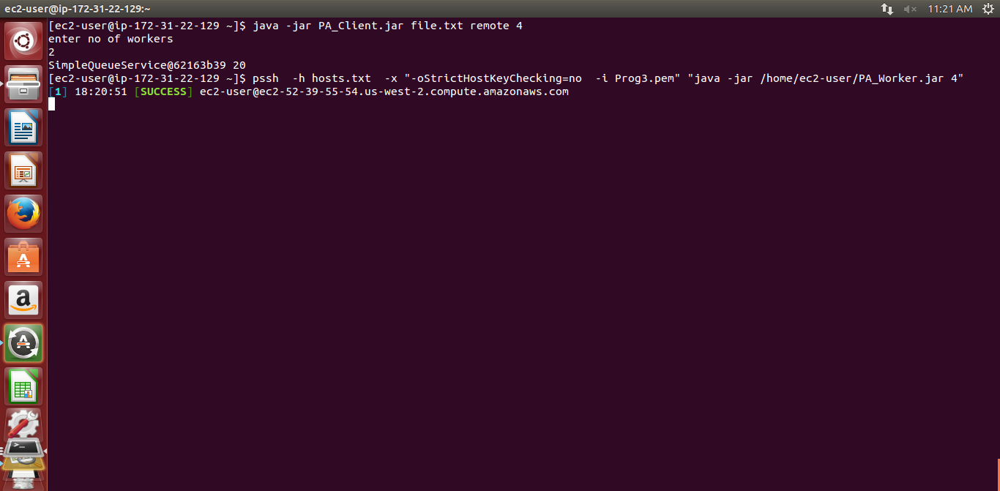 ec2-user@ip-172-31-22-129:~
11:21 AM
[ec2-user@ip-172-31-22-129 ~]$ java -jar PA_Client.jar file.txt remote 4
enter no of workers
2
SimpleQueueService@62163b39 20
[ec2-user@ip-172-31-22-129 ~]$ pssh  -h hosts.txt  -x "-oStrictHostKeyChecking=no  -i Prog3.pem" "java -jar /home/ec2-user/PA_Worker.jar 4"
[1] 18:20:51 [SUCCESS] ec2-user@ec2-52-39-55-54.us-west-2.compute.amazonaws.com